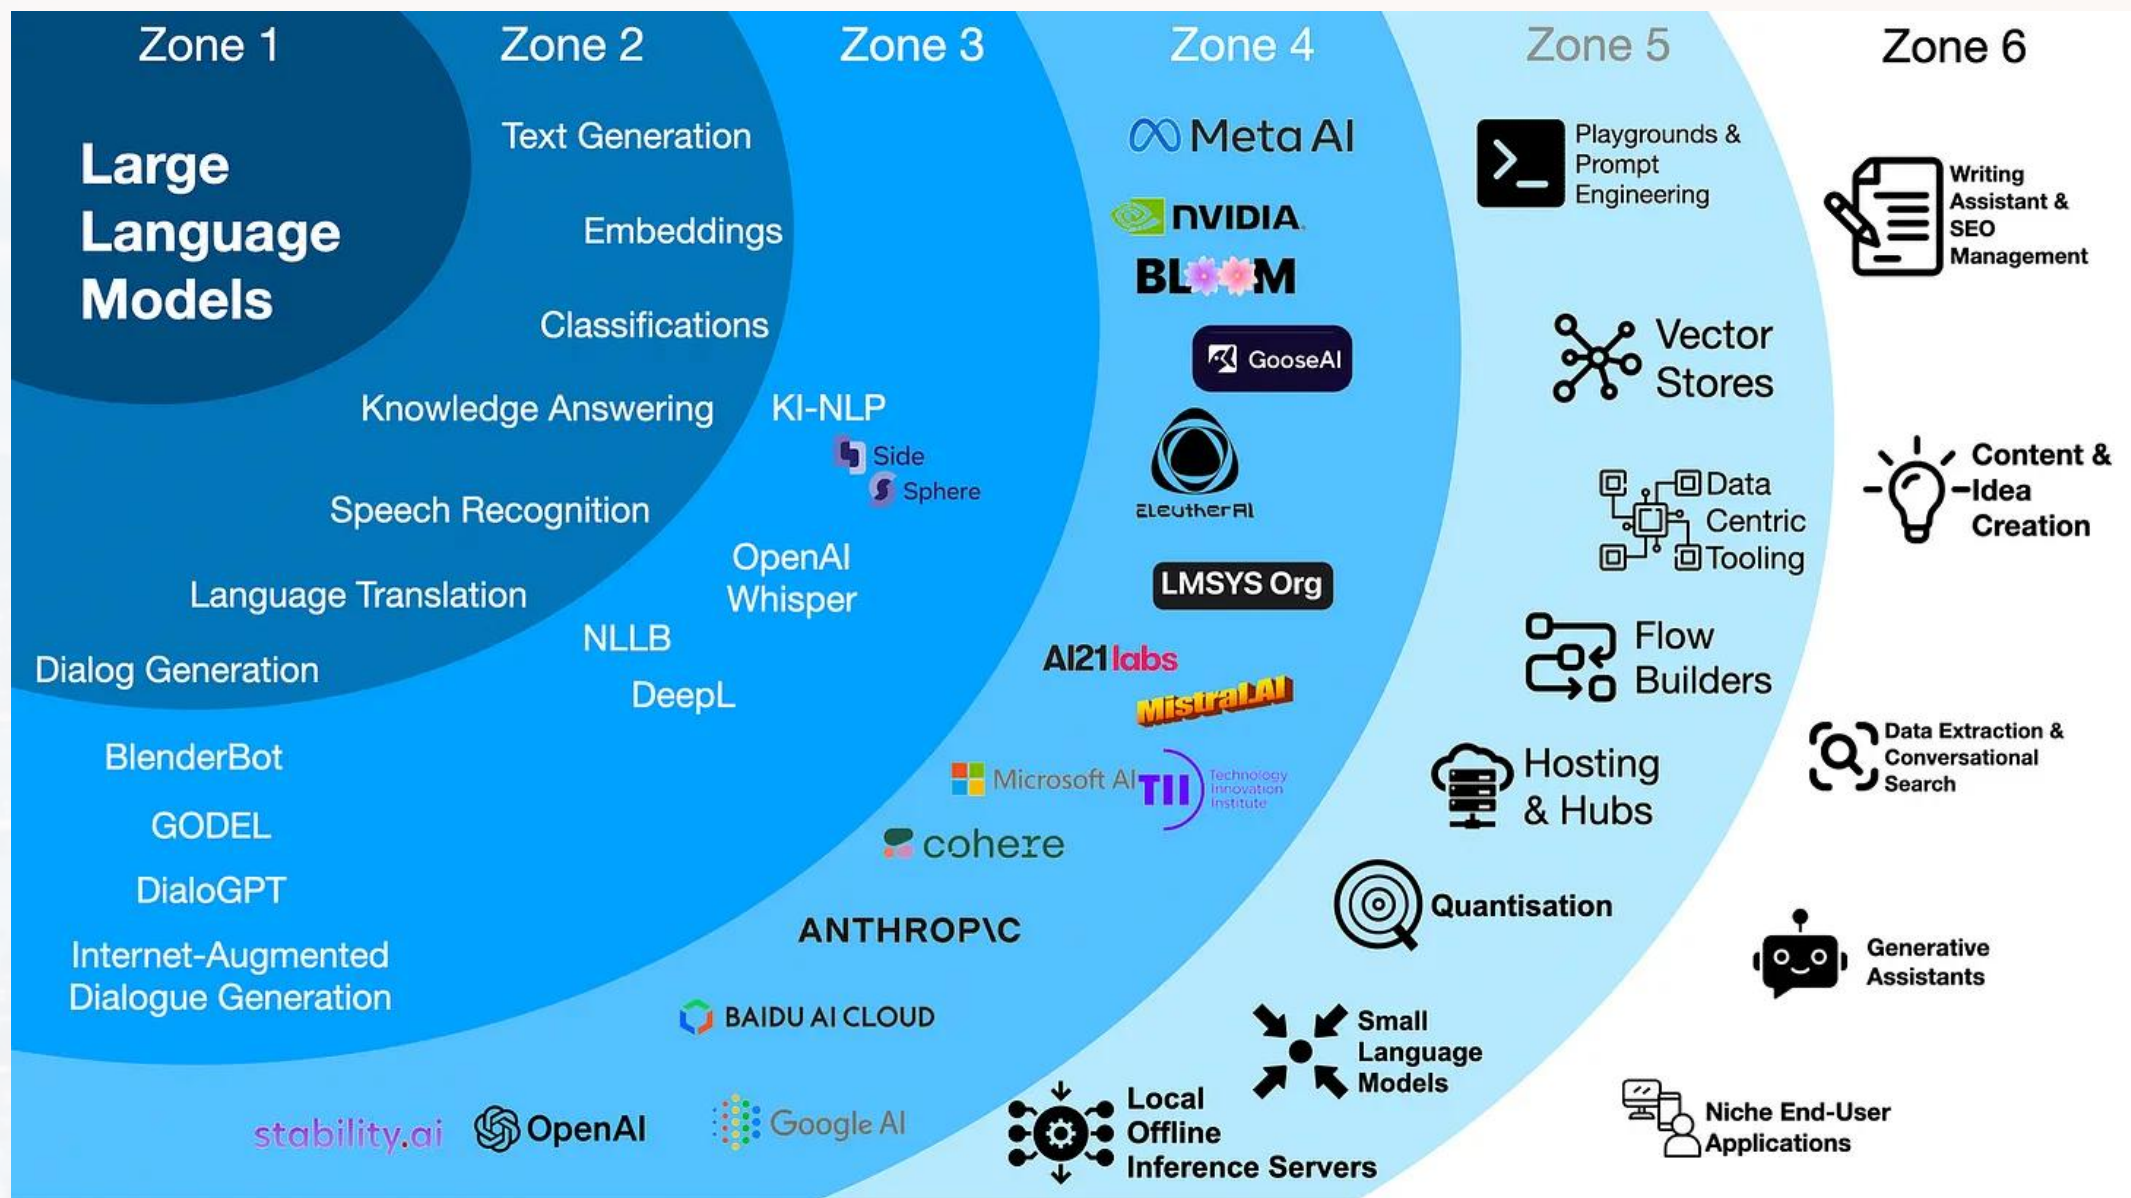 Zone 1
Zone 2
Zone 3
Zone 4
Zone 5
Zone 6
Large
Language
Models
Text Generation
Embeddings
Classifications
Knowledge Answering
Speech Recognition
Language Translation
Dialog Generation
KI-NLP
Side
Sphere
OpenAI
Whisper
NLLB
DeepL
BlenderBot
GODEL
DialoGPT
Internet-Augmented
Dialogue Generation
Meta AI
NVIDIA.
BLOOM
GooseAI
ELeutherAI
LMSYS Org
AI21 labs
Mistral.AI
Microsoft AI
TII
Technology
Innovation
Institute
cohere
ANTHROP\C
BAIDU AI CLOUD
Google AI
OpenAI
stability.ai
Playgrounds &
Prompt
Engineering
Vector
Stores
Data
Centric
Tooling
Flow
Builders
Hosting
& Hubs
Quantisation
Small
Language
Models
Local
Offline
Inference Servers
Writing
Assistant &
SEO
Management
Content &
Idea
Creation
Data Extraction &
Conversational
Search
Generative
Assistants
Niche End-User
Applications